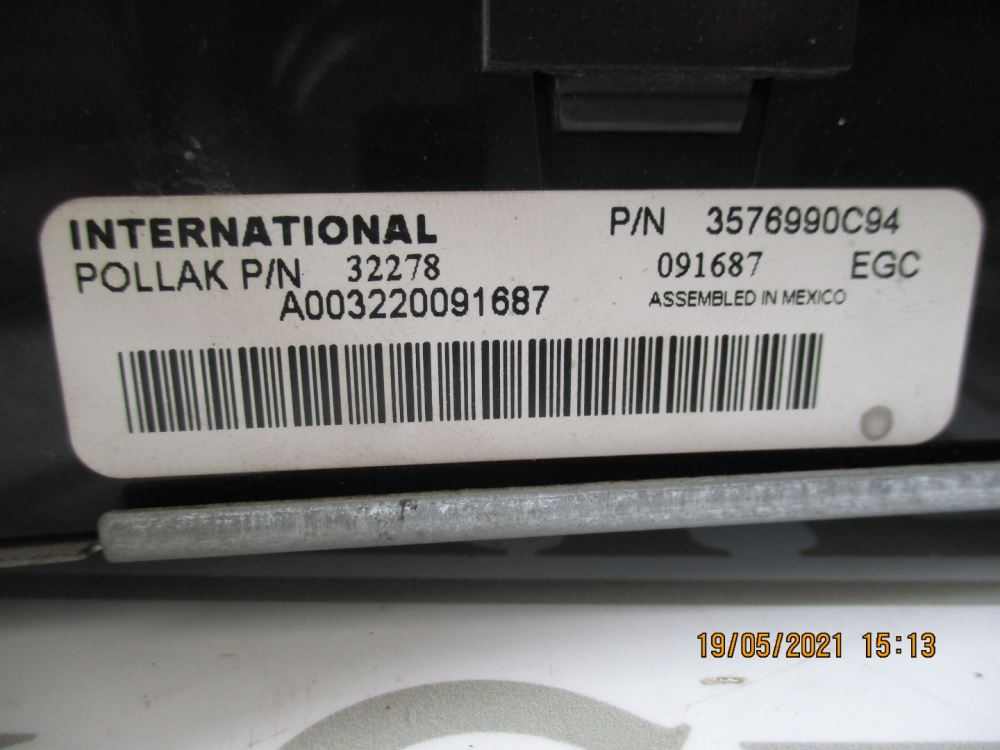 INTERNATIONAL P/N 3576990C94
POLLAK P/N 32278 091687 EGC
A003220091687 ASSEMBLED IN MEXICO
19/05/2021 15:13